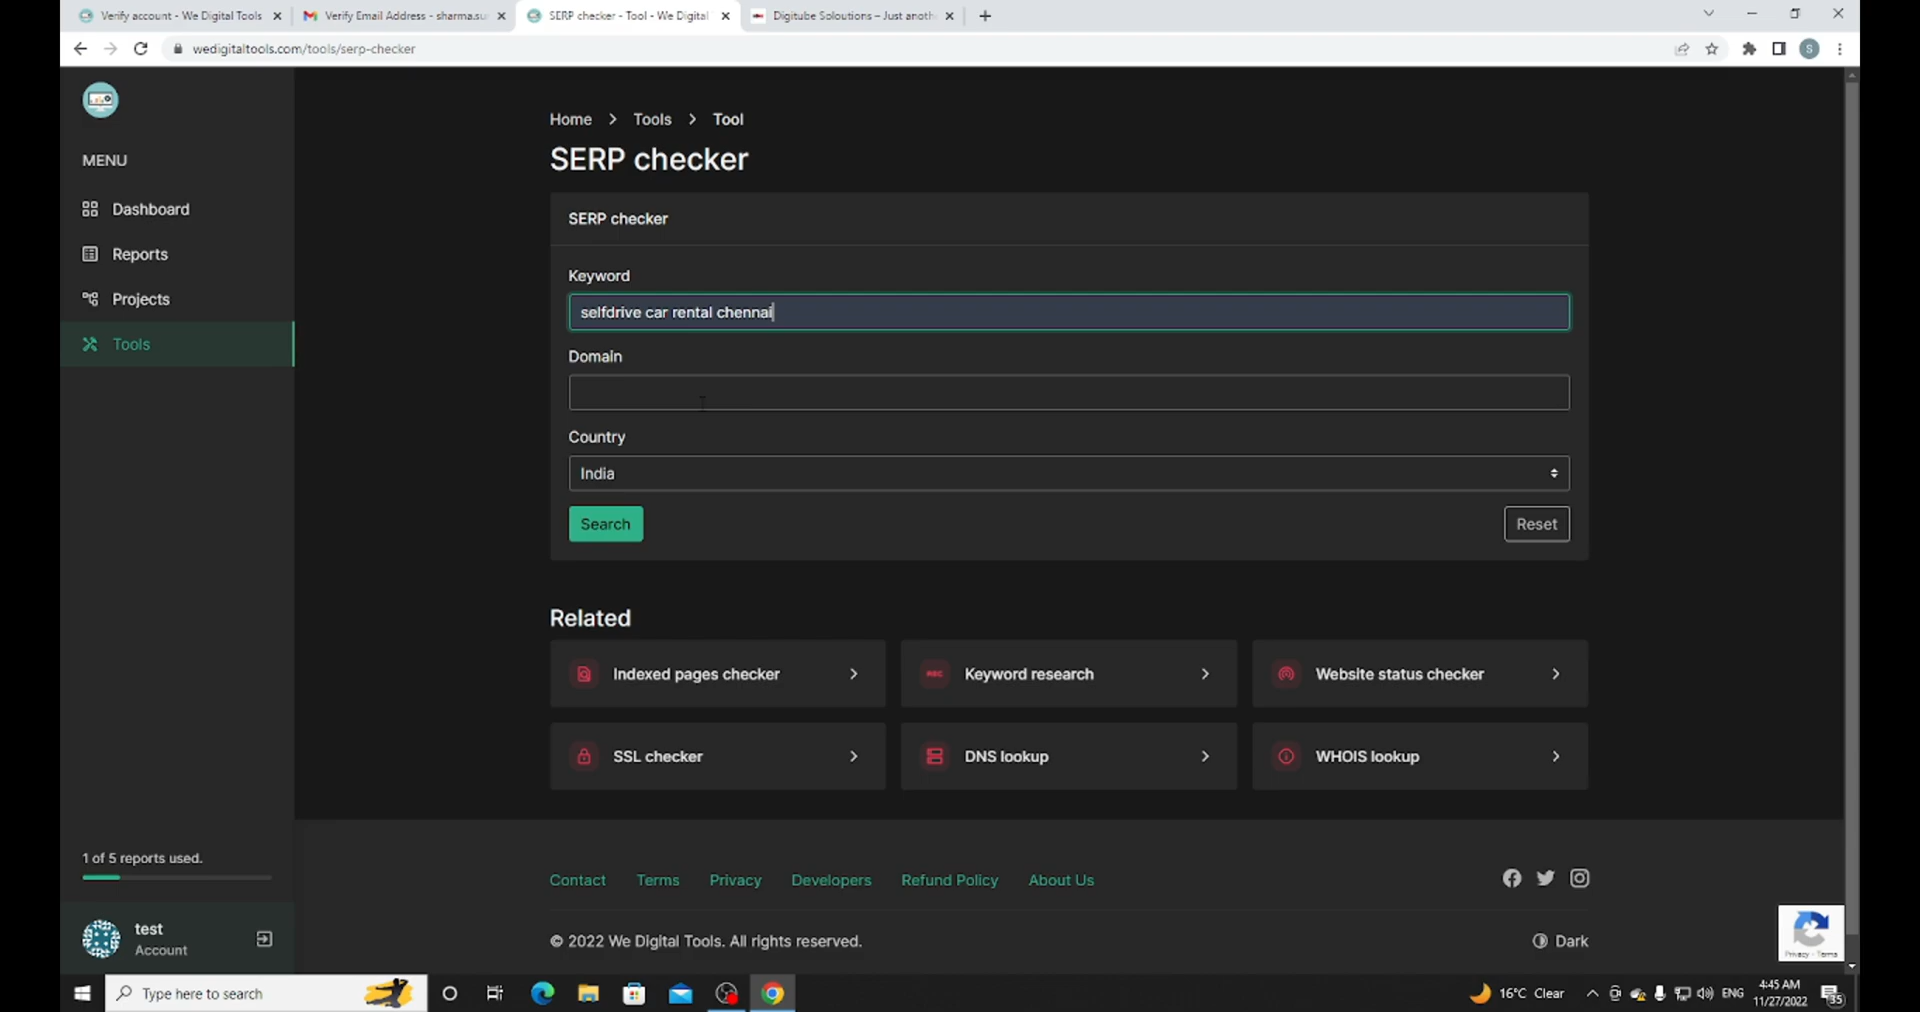 Verify account - We Digital Tools
Verify Email Address - sharma.su
SERP checker - Tool - We Digital
Digitube Soloutions – Just anoth
wedigitaltools.com/tools/serp-checker
S
MENU
Dashboard
Reports
Projects
Tools
Home > Tools > Tool
SERP checker
SERP checker
Keyword
selfdrive car rental chennai
Domain
Country
India
Search
Reset
Related
Indexed pages checker
Keyword research
Website status checker
SSL checker
DNS lookup
WHOIS lookup
1 of 5 reports used.
test
Account
Contact Terms Privacy Developers Refund Policy About Us
© 2022 We Digital Tools. All rights reserved.
Dark
Privacy - Terms
Type here to search
16°C Clear
ENG
4:45 AM
11/27/2022
35